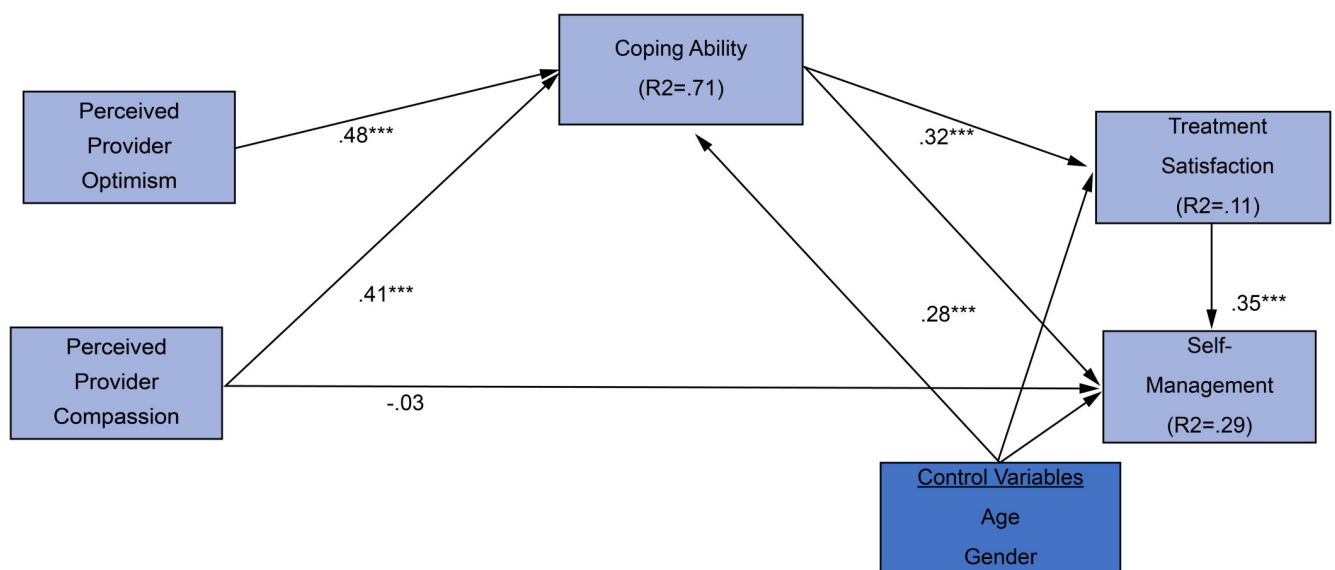 Coping Ability
(R2=.71)
Perceived
Provider
Optimism
.48***
.32***
Treatment
Satisfaction
(R2=.11)
.41***
.28***
.35***
Perceived
Provider
Compassion
-.03
Self-
Management
(R2=.29)
Control Variables
Age
Gender